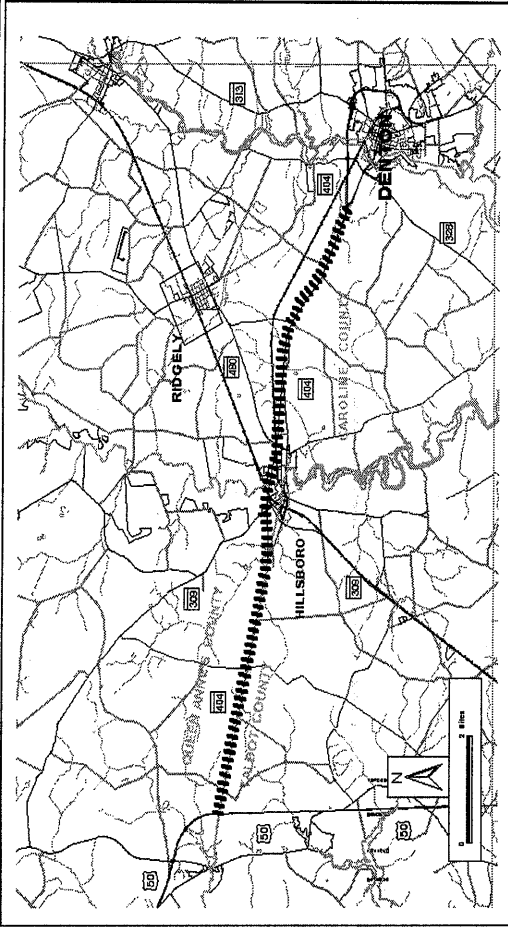 313
404
DENTON
328
RIDGELY
480
404
CAROLINE COUNTY
309
HILLSBORO
309
QUEEN ANNE'S COUNTY
404
TALBOT COUNTY
50
50
50
N
0
2 Miles